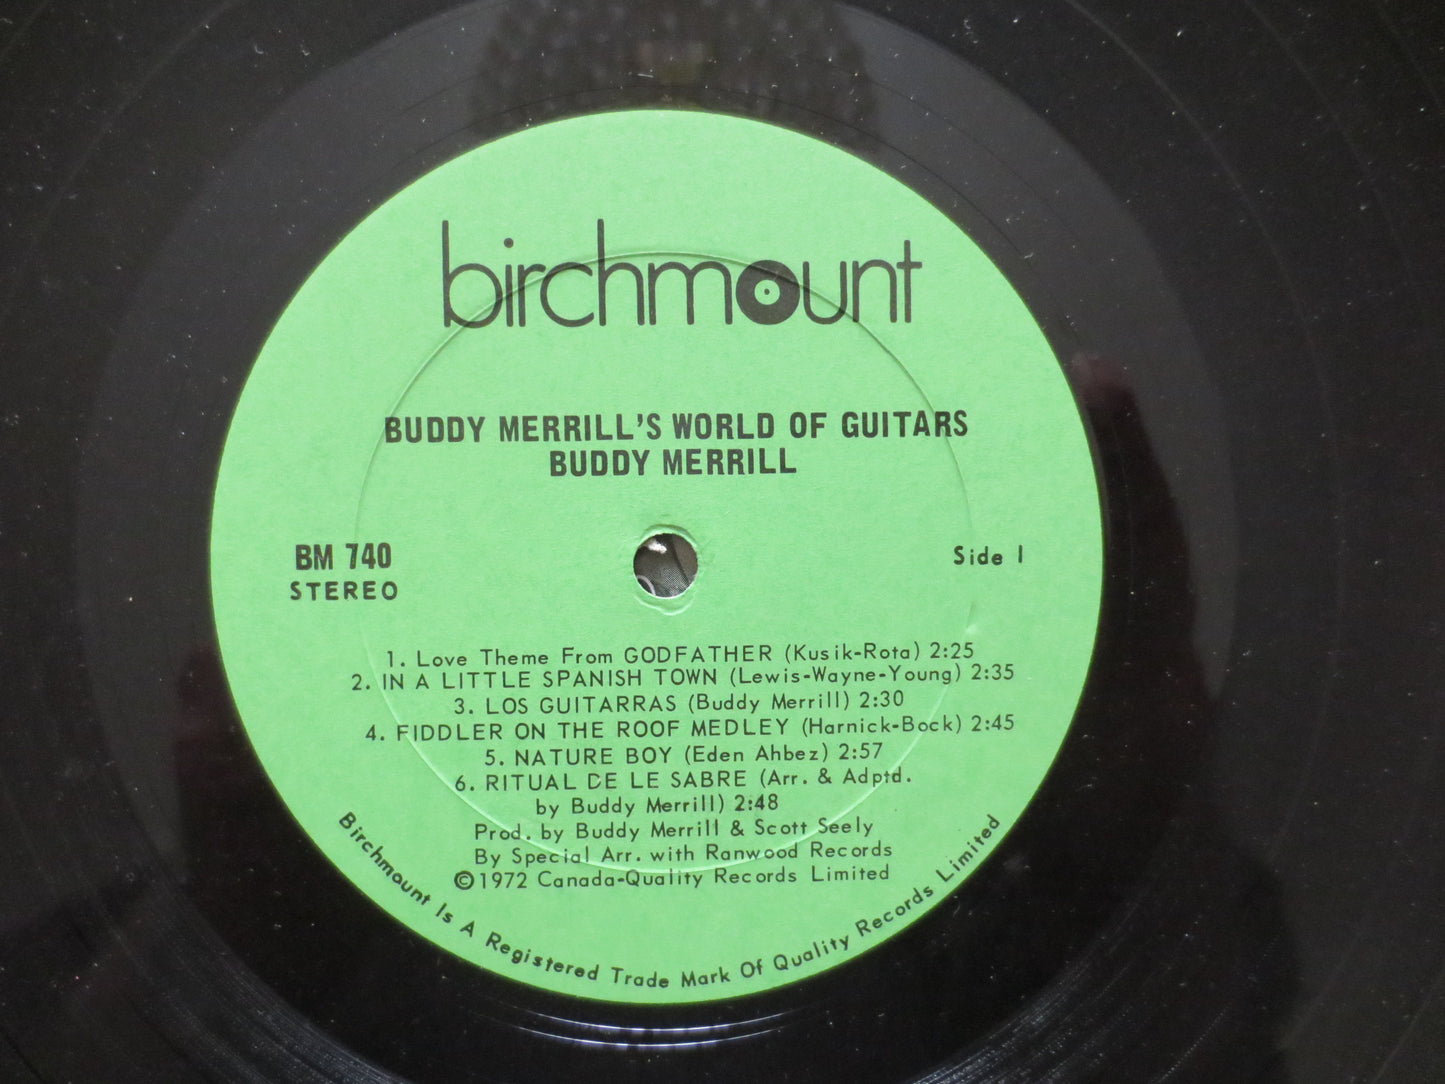 birchmount
BUDDY MERRILL'S WORLD OF GUITARS
BUDDY MERRILL
BM 740
STEREO
Side 1
1. Love Theme From GODFATHER (Kusik-Rota) 2:25
2. IN A LITTLE SPANISH TOWN (Lewis-Wayne-Young) 2:35
3. LOS GUITARRAS (Buddy Merrill) 2:30
4. FIDDLER ON THE ROOF MEDLEY (Harnick-Bock) 2:45
5. NATURE BOY (Eden Ahbez) 2:57
6. RITUAL DE LE SABRE (Arr. & Adptd.
by Buddy Merrill) 2:48
Prod. by Buddy Merrill & Scott Seely
By Special Arr. with Ranwood Records
©1972 Canada-Quality Records Limited
Birchmount Is A Registered Trade Mark Of Quality Records Limited